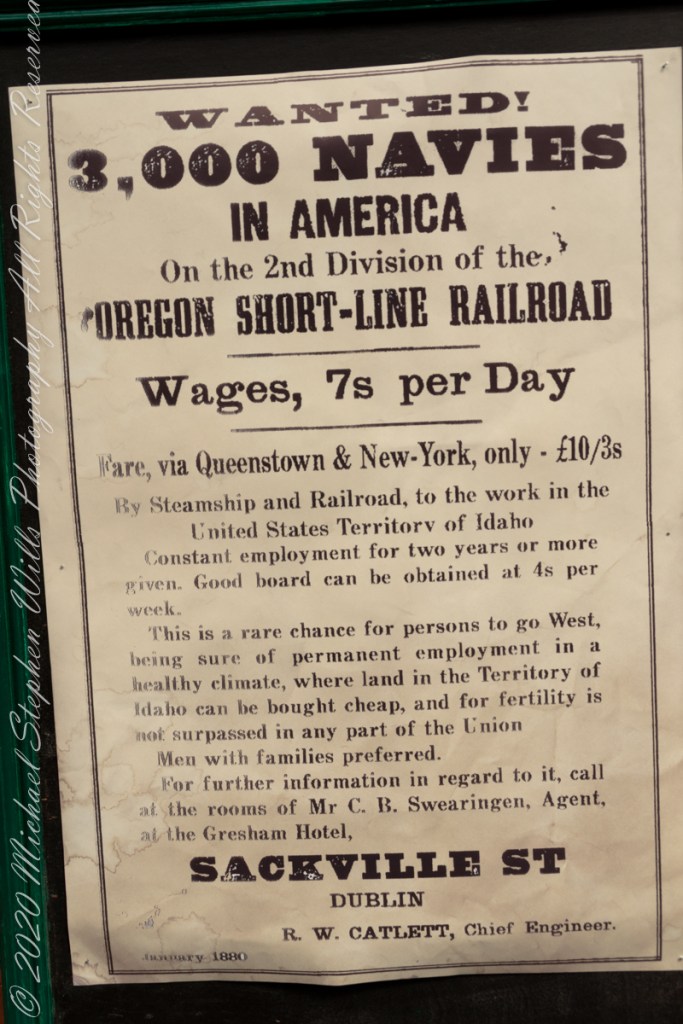 WANTED!
3,000 NAVIES
IN AMERICA
On the 2nd Division of the,
OREGON SHORT-LINE RAILROAD
Wages, 7s per Day
Fare, via Queenstown & New-York, only - £10/3s
By Steamship and Railroad, to the work in the
United States Territory of Idaho
Constant employment for two years or more
given. Good board can be obtained at 4s per
week.
This is a rare chance for persons to go West,
being sure of permanent employment in a
healthy climate, where land in the Territory of
Idaho can be bought cheap, and for fertility is
not surpassed in any part of the Union
Men with families preferred.
For further information in regard to it, call
at the rooms of Mr C. B. Swearingen, Agent,
at the Gresham Hotel,
SACKVILLE ST
DUBLIN
R. W. CATLETT, Chief Engineer.
January 1880
© 2020 Michael Stephen Wills Photography All Rights Reserved